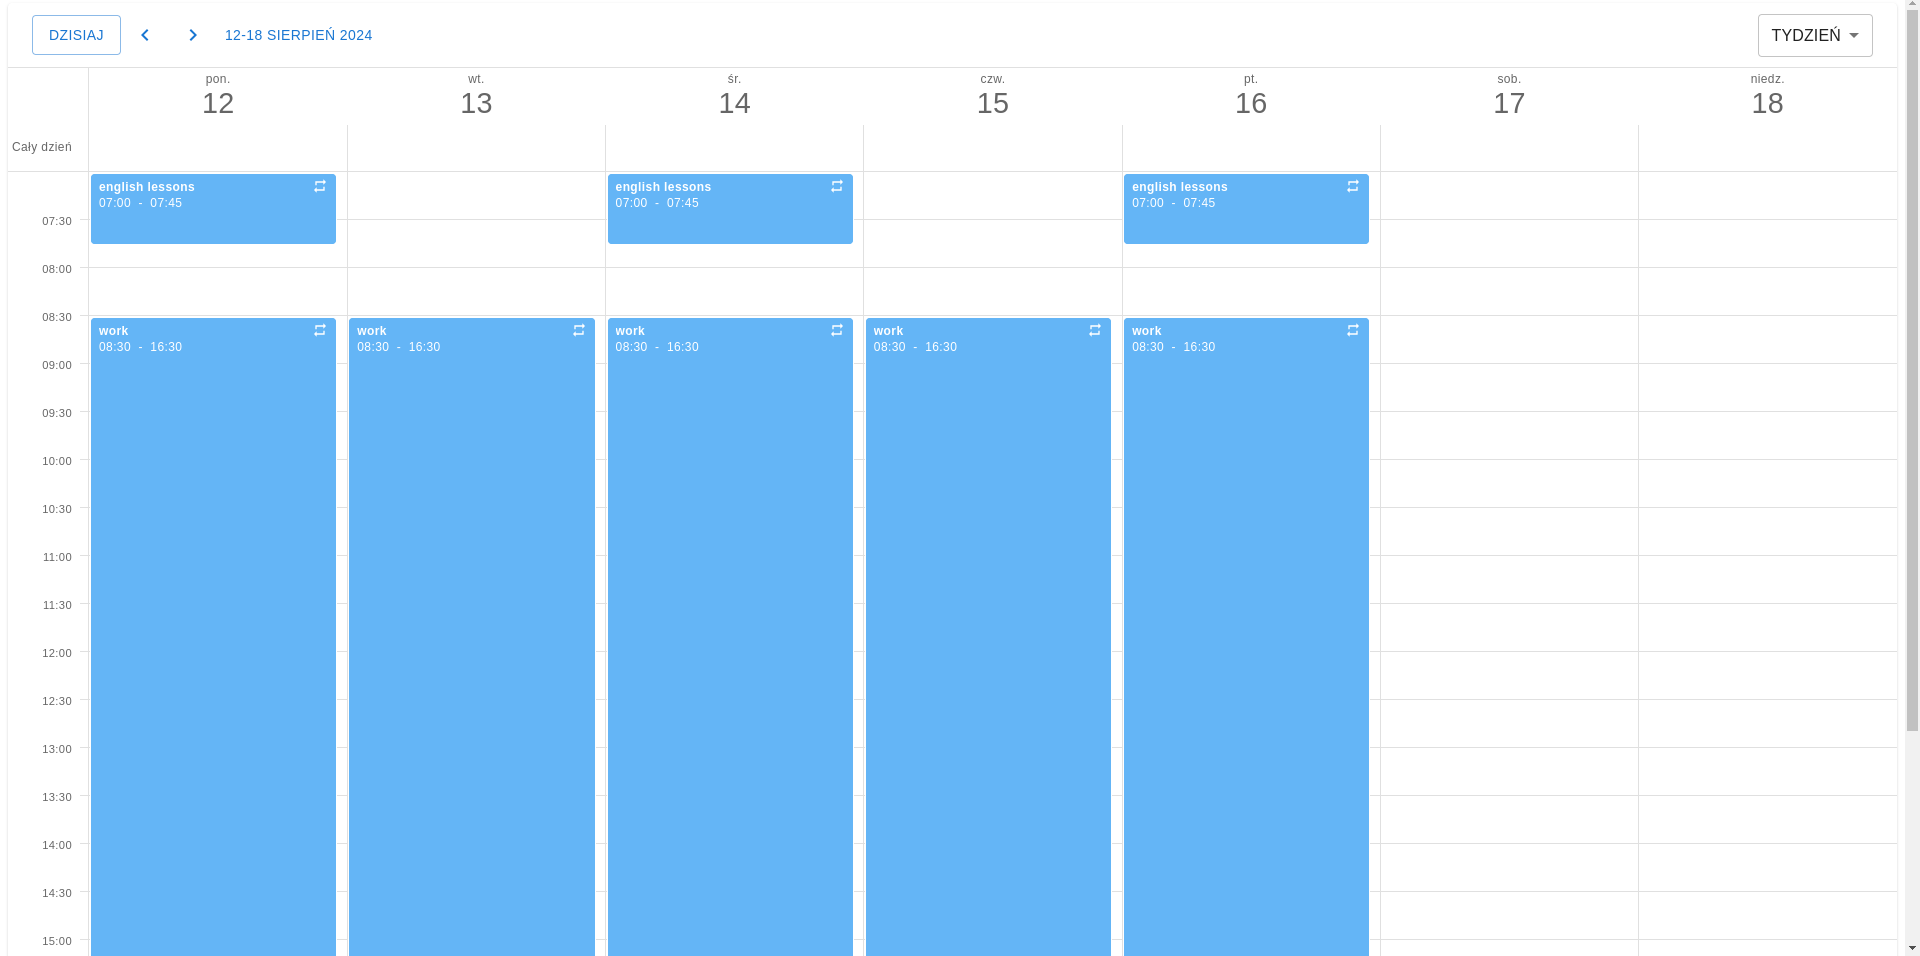 DZISIAJ 12-18 SIERPIEŃ 2024 TYDZIEŃ
pon. wt. śr. czw. pt. sob. niedz.
12 13 14 15 16 17 18
Cały dzień
english lessons english lessons english lessons
07:00 - 07:45 07:00 - 07:45 07:00 - 07:45
07:30
08:00
08:30
work work work work work
08:30 - 16:30 08:30 - 16:30 08:30 - 16:30 08:30 - 16:30 08:30 - 16:30
09:00
09:30
10:00
10:30
11:00
11:30
12:00
12:30
13:00
13:30
14:00
14:30
15:00